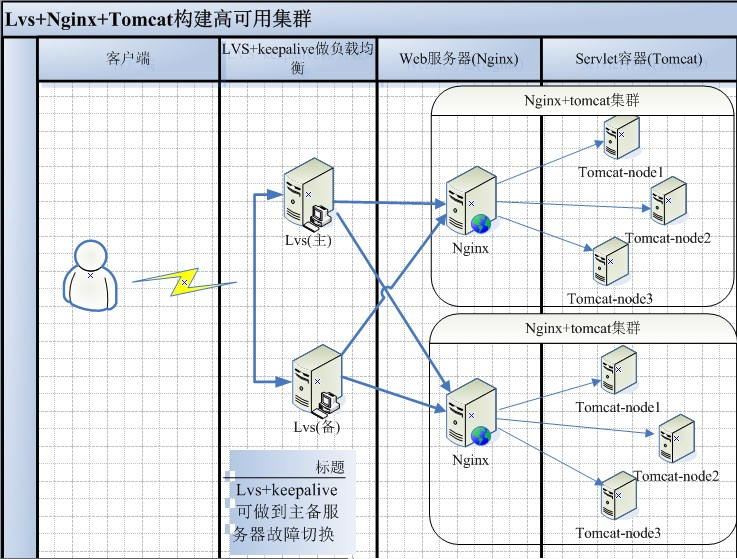 Lvs+Nginx+Tomcat构建高可用集群
客户端
LVS+keepalive做负载均
衡
Web服务器(Nginx)
Servlet容器(Tomcat)
Nginx+tomcat集群
Tomcat-node1
Tomcat-node2
Tomcat-node3
Nginx
Lvs(主)
Nginx+tomcat集群
Tomcat-node1
Tomcat-node2
Tomcat-node3
Nginx
Lvs(备)
标题
Lvs+keepalive
可做到主备服
务器故障切换